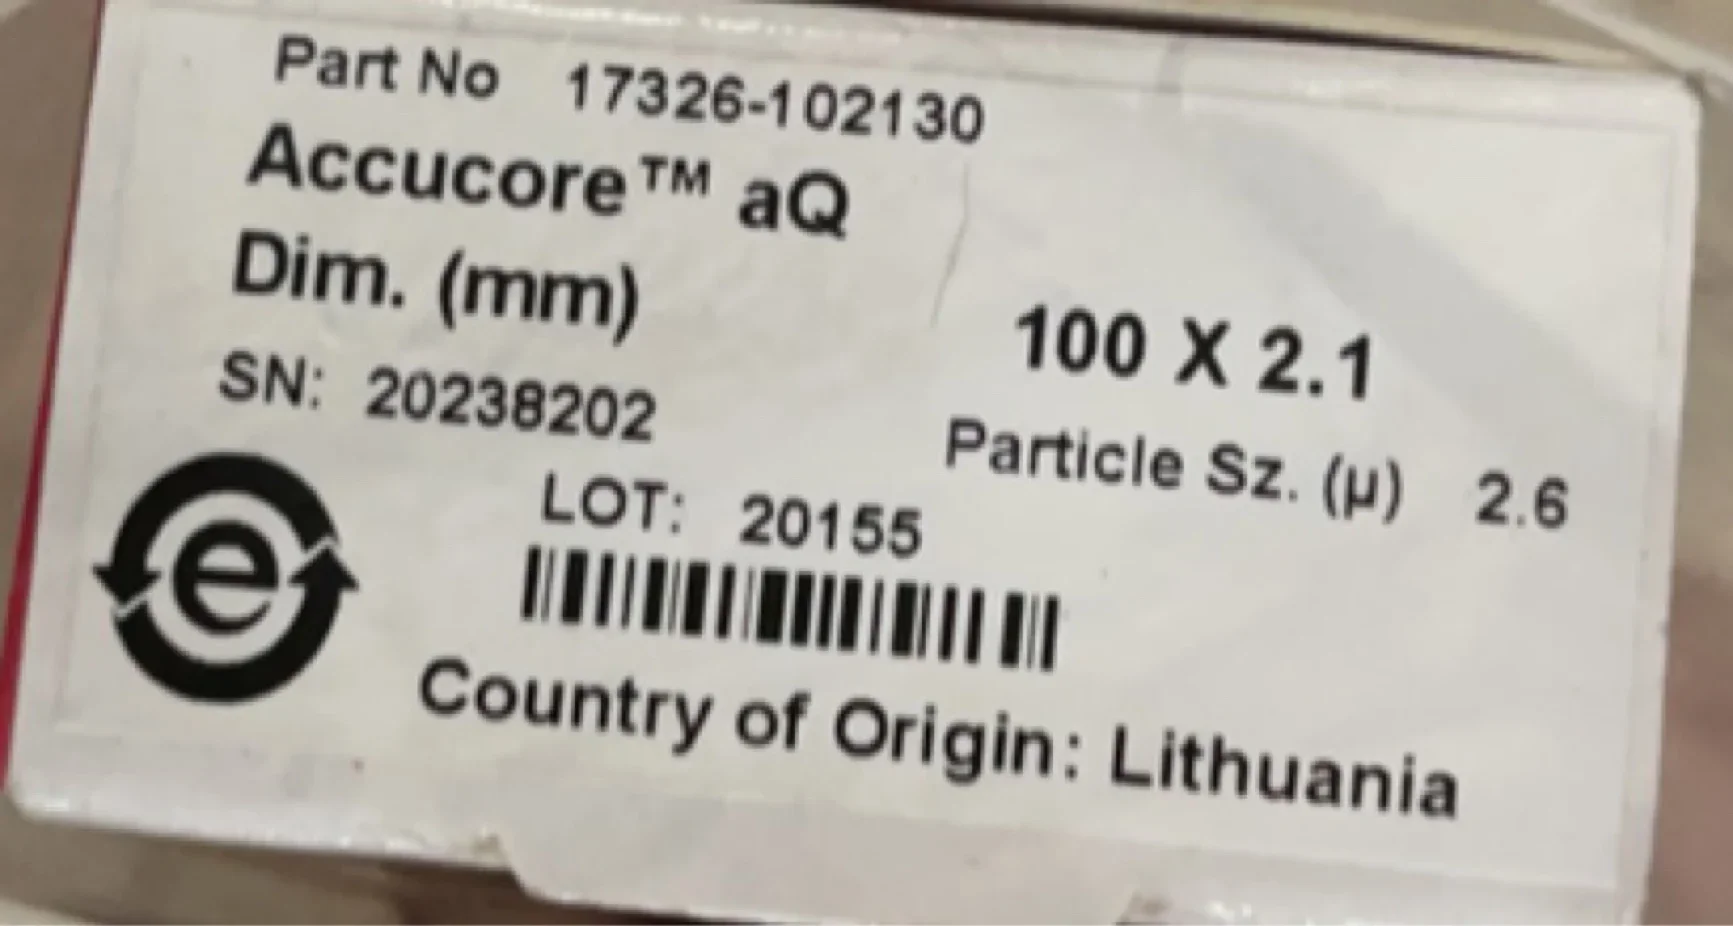 Part No 17326-102130
Accucore™ aQ
Dim. (mm) 100 X 2.1
SN: 20238202
Particle Sz. (µ) 2.6
LOT: 20155
e
Country of Origin: Lithuania